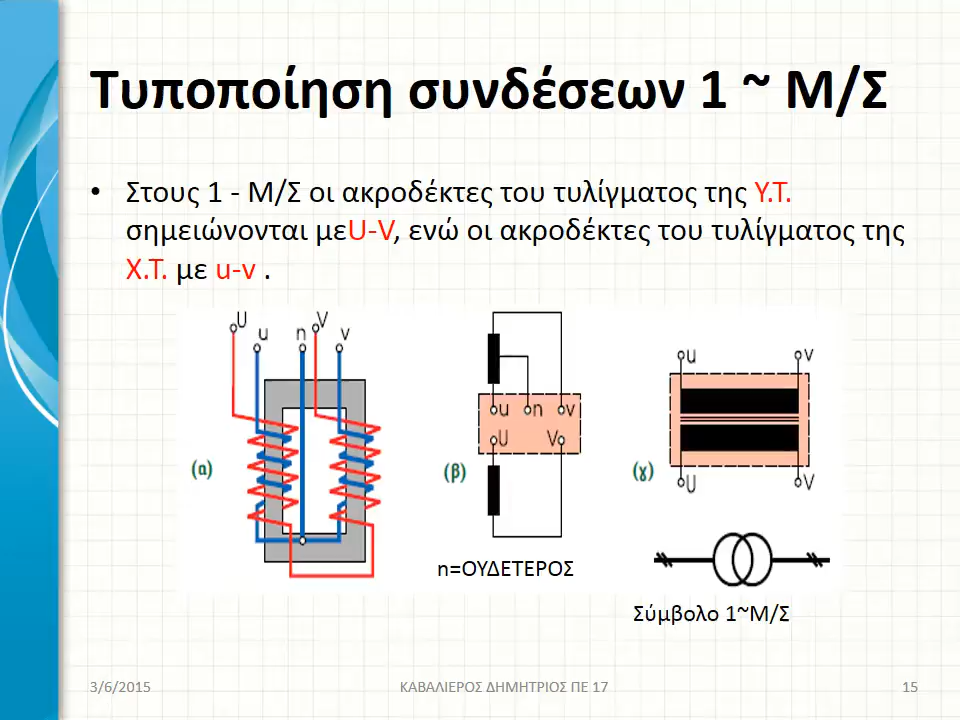 Τυποποίηση συνδέσεων 1 ~ Μ/Σ
• Στους 1 - Μ/Σ οι ακροδέκτες του τυλίγματος της Υ.Τ.
σημειώνονται μεU-V, ενώ οι ακροδέκτες του τυλίγματος της
Χ.Τ. με u-v .
U u n V v
(α)
u n v
U V
(β)
u v
(γ)
U V
n=ΟΥΔΕΤΕΡΟΣ
Σύμβολο 1~Μ/Σ
3/6/2015
ΚΑΒΑΛΙΕΡΟΣ ΔΗΜΗΤΡΙΟΣ ΠΕ 17
15